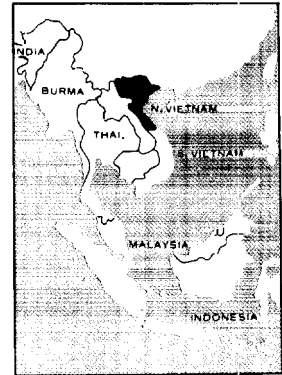 INDIA
BURMA
N. VIETNAM
THAI.
S. VIETNAM
MALAYSIA
INDONESIA